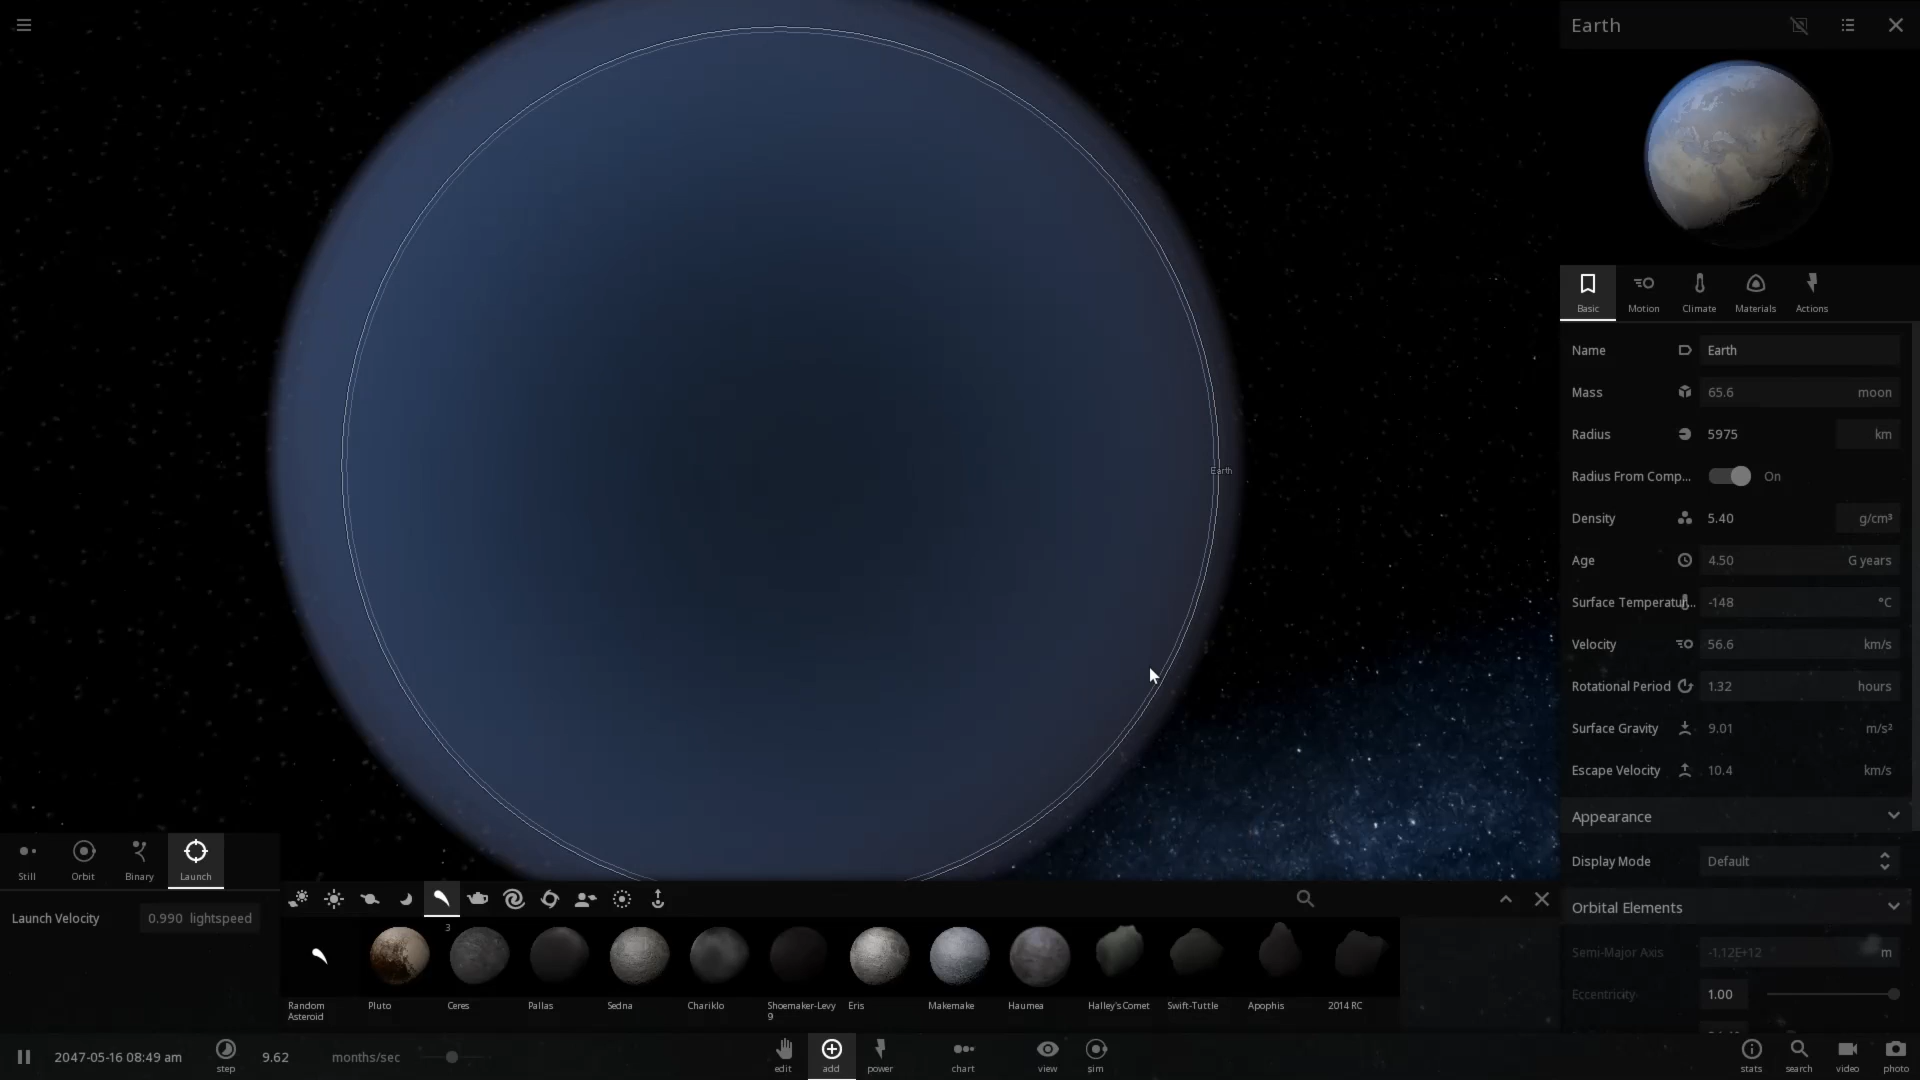 Earth
Basic
Motion
Climate
Materials
Actions
Name
Earth
Mass
65.6
moon
Radius
5975
km
Radius From Comp...
On
Density
5.40
g/cm³
Age
4.50
G years
Surface Temperatur...
-148
°C
Velocity
56.6
km/s
Rotational Period
1.32
hours
Surface Gravity
9.01
m/s²
Escape Velocity
10.4
km/s
Appearance
Display Mode
Default
Orbital Elements
Semi-Major Axis
-1.12E+12
m
Eccentricity
1.00
Earth
Still
Orbit
Binary
Launch
Launch Velocity
0.990 lightspeed
3
Random
Asteroid
Pluto
Ceres
Pallas
Sedna
Chariklo
Shoemaker-Levy
9
Eris
Makemake
Haumea
Halley's Comet
Swift-Tuttle
Apophis
2014 RC
2047-05-16 08:49 am
step
9.62
months/sec
edit
add
power
chart
view
sim
stats
search
video
photo